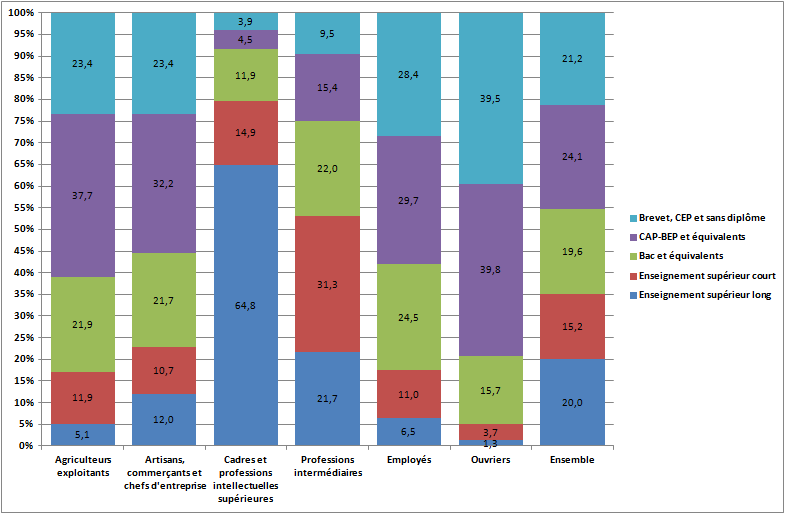 100%
95%
90%
85%
80%
75%
70%
65%
60%
55%
50%
45%
40%
35%
30%
25%
20%
15%
10%
5%
0%
23,4
37,7
21,9
11,9
5,1
23,4
32,2
21,7
10,7
12,0
3,9
4,5
11,9
14,9
64,8
9,5
15,4
22,0
31,3
21,7
28,4
29,7
24,5
11,0
6,5
39,5
39,8
15,7
3,7
1,3
21,2
24,1
19,6
15,2
20,0
Agriculteurs
exploitants
Artisans,
commerçants et
chefs d'entreprise
Cadres et
professions
intellectuelles
supérieures
Professions
intermédiaires
Employés
Ouvriers
Ensemble
Brevet, CEP et sans diplôme
CAP-BEP et équivalents
Bac et équivalents
Enseignement supérieur court
Enseignement supérieur long